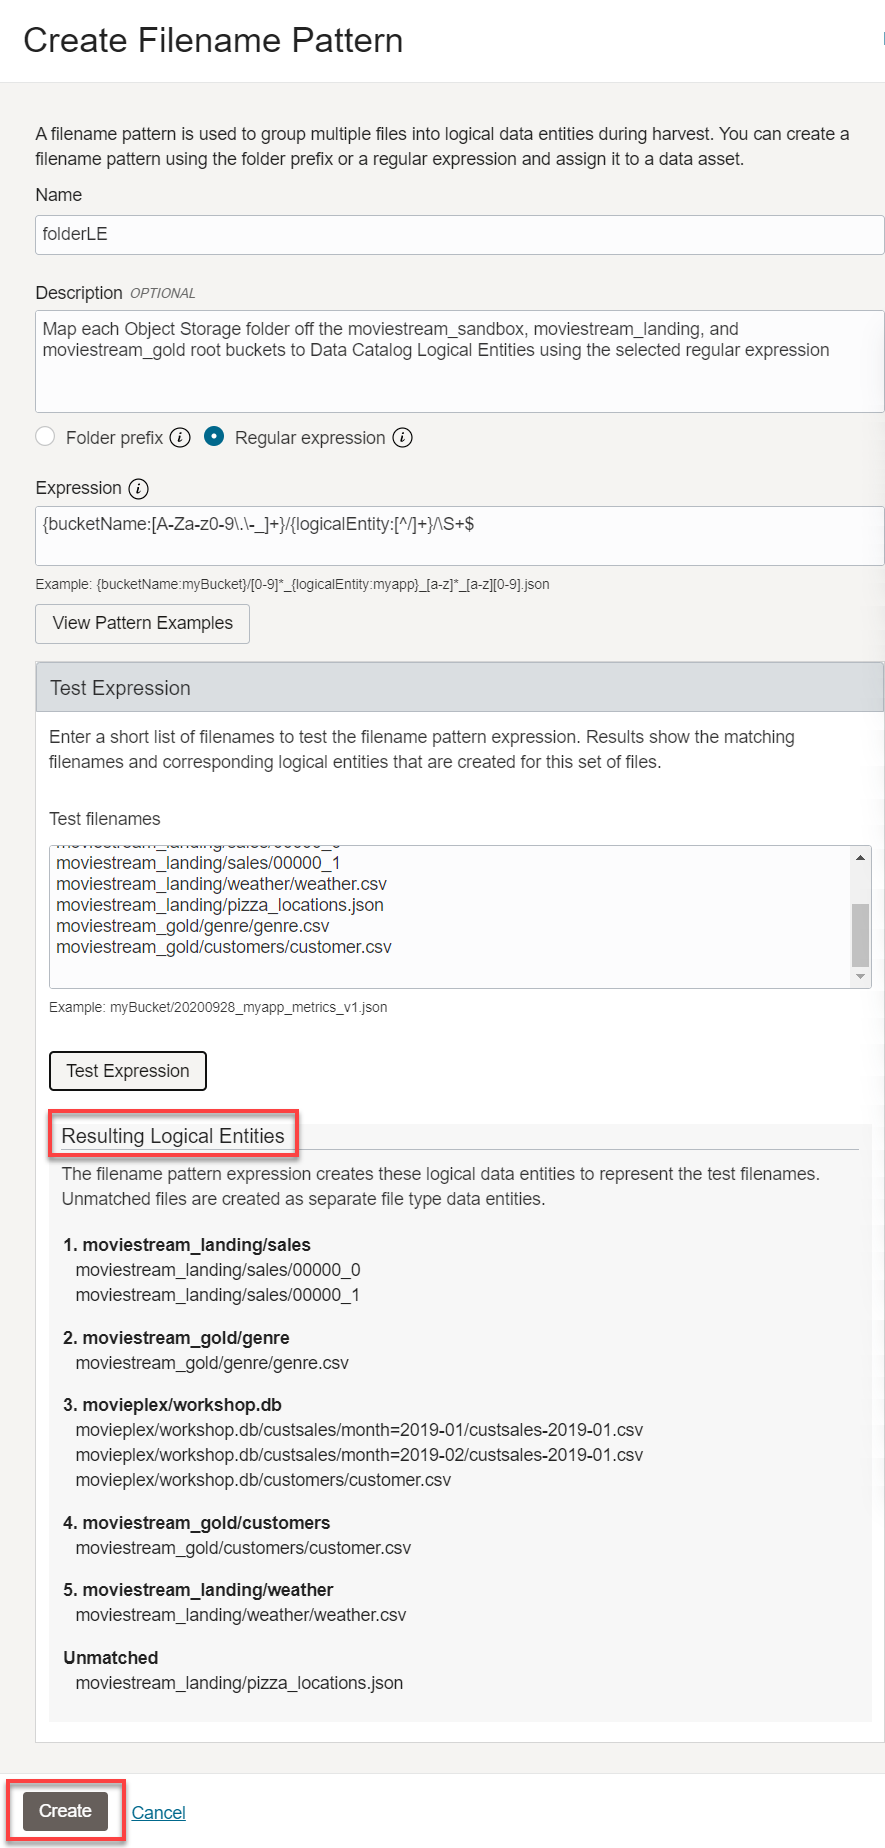 Create Filename Pattern
A filename pattern is used to group multiple files into logical data entities during harvest. You can create a
filename pattern using the folder prefix or a regular expression and assign it to a data asset.
Name
folderLE
Description OPTIONAL
Map each Object Storage folder off the moviestream_sandbox, moviestream_landing, and
moviestream_gold root buckets to Data Catalog Logical Entities using the selected regular expression
Folder prefix i Regular expression i
Expression i
{bucketName:[A-Za-z0-9\.\-_]+}/{logicalEntity:[^/]+}/\S+$
Example: {bucketName:myBucket}/[0-9]*_{logicalEntity:myapp}_[a-z]*_[a-z][0-9].json
View Pattern Examples
Test Expression
Enter a short list of filenames to test the filename pattern expression. Results show the matching
filenames and corresponding logical entities that are created for this set of files.
Test filenames
moviestream_landing/sales/00000_0
moviestream_landing/sales/00000_1
moviestream_landing/weather/weather.csv
moviestream_landing/pizza_locations.json
moviestream_gold/genre/genre.csv
moviestream_gold/customers/customer.csv
Example: myBucket/20200928_myapp_metrics_v1.json
Test Expression
Resulting Logical Entities
The filename pattern expression creates these logical data entities to represent the test filenames.
Unmatched files are created as separate file type data entities.
1. moviestream_landing/sales
moviestream_landing/sales/00000_0
moviestream_landing/sales/00000_1
2. moviestream_gold/genre
moviestream_gold/genre/genre.csv
3. movieplex/workshop.db
movieplex/workshop.db/custsales/month=2019-01/custsales-2019-01.csv
movieplex/workshop.db/custsales/month=2019-02/custsales-2019-01.csv
movieplex/workshop.db/customers/customer.csv
4. moviestream_gold/customers
moviestream_gold/customers/customer.csv
5. moviestream_landing/weather
moviestream_landing/weather/weather.csv
Unmatched
moviestream_landing/pizza_locations.json
Create Cancel